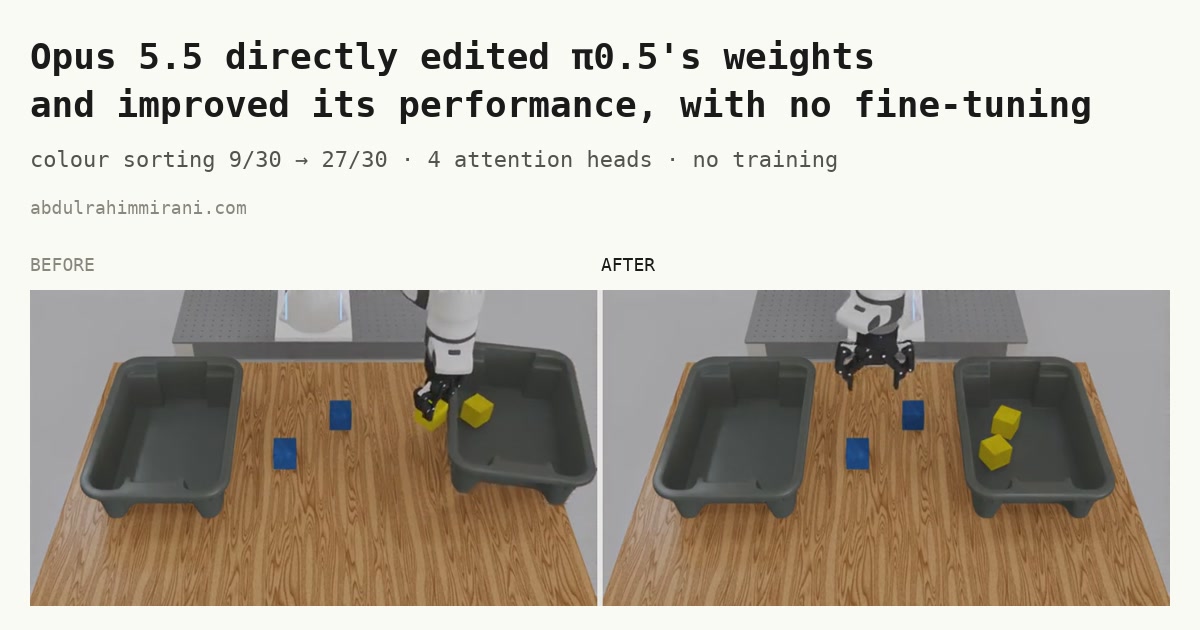 Opus 5.5 directly edited π0.5's weights
and improved its performance, with no fine-tuning
colour sorting 9/30 → 27/30 · 4 attention heads · no training
abdulrahimmirani.com
BEFORE
AFTER